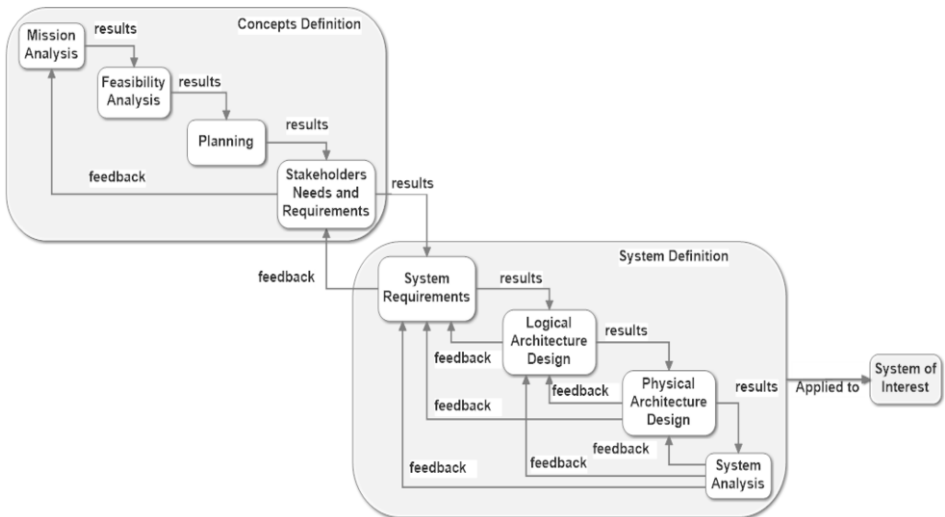 Concepts Definition
Mission
Analysis
results
Feasibility
Analysis
results
Planning
results
feedback
Stakeholders
Needs and
Requirements
results
feedback
System Definition
System
Requirements
results
Logical
Architecture
Design
results
feedback
Physical
Architecture
Design
results
feedback
feedback
feedback
System
Analysis
feedback
feedback
Applied to
System of
Interest